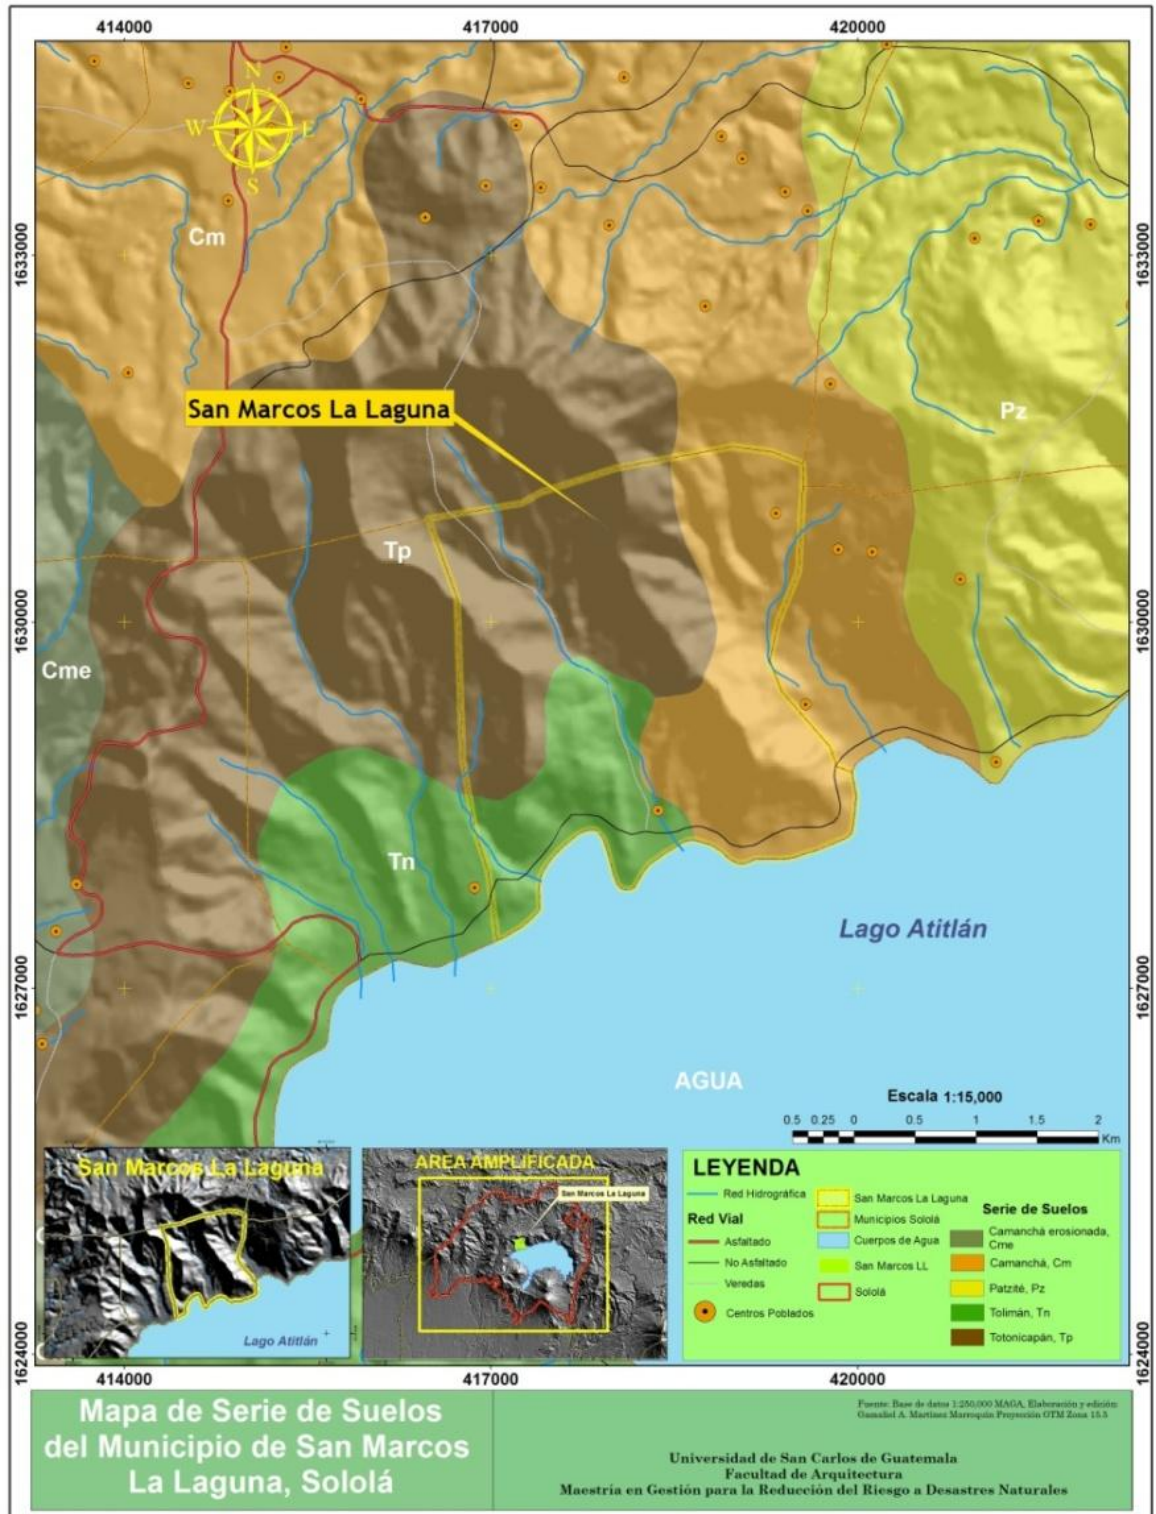 414000
417000
420000
N
W
E
S
Cm
1633000
1633000
San Marcos La Laguna
Pz
Tp
1630000
1630000
Cme
Tn
Lago Atitlán
1627000
1627000
AGUA
Escala 1:15,000
0.5 0.25 0 0.5 1 1.5 2
Km
San Marcos La Laguna
Lago Atitlán
AREA AMPLIFICADA
San Marcos La Laguna
LEYENDA
Red Hidrográfica
Red Vial
Asfaltado
No Asfaltado
Veredas
Centros Poblados
San Marcos La Laguna
Municipios Sololá
Cuerpos de Agua
San Marcos LL
Sololá
Serie de Suelos
Camanchá erosionada,
Cme
Camanchá, Cm
Patzité, Pz
Tolimán, Tn
Totonicapán, Tp
1624000
1624000
414000
417000
420000
Mapa de Serie de Suelos
del Municipio de San Marcos
La Laguna, Sololá
Fuente: Base de datos 1:250,000 MAGA, Elaboración y edición
Gamaliel A. Martínez Marroquín Proyección GTM Zona 15.5
Universidad de San Carlos de Guatemala
Facultad de Arquitectura
Maestría en Gestión para la Reducción del Riesgo a Desastres Naturales